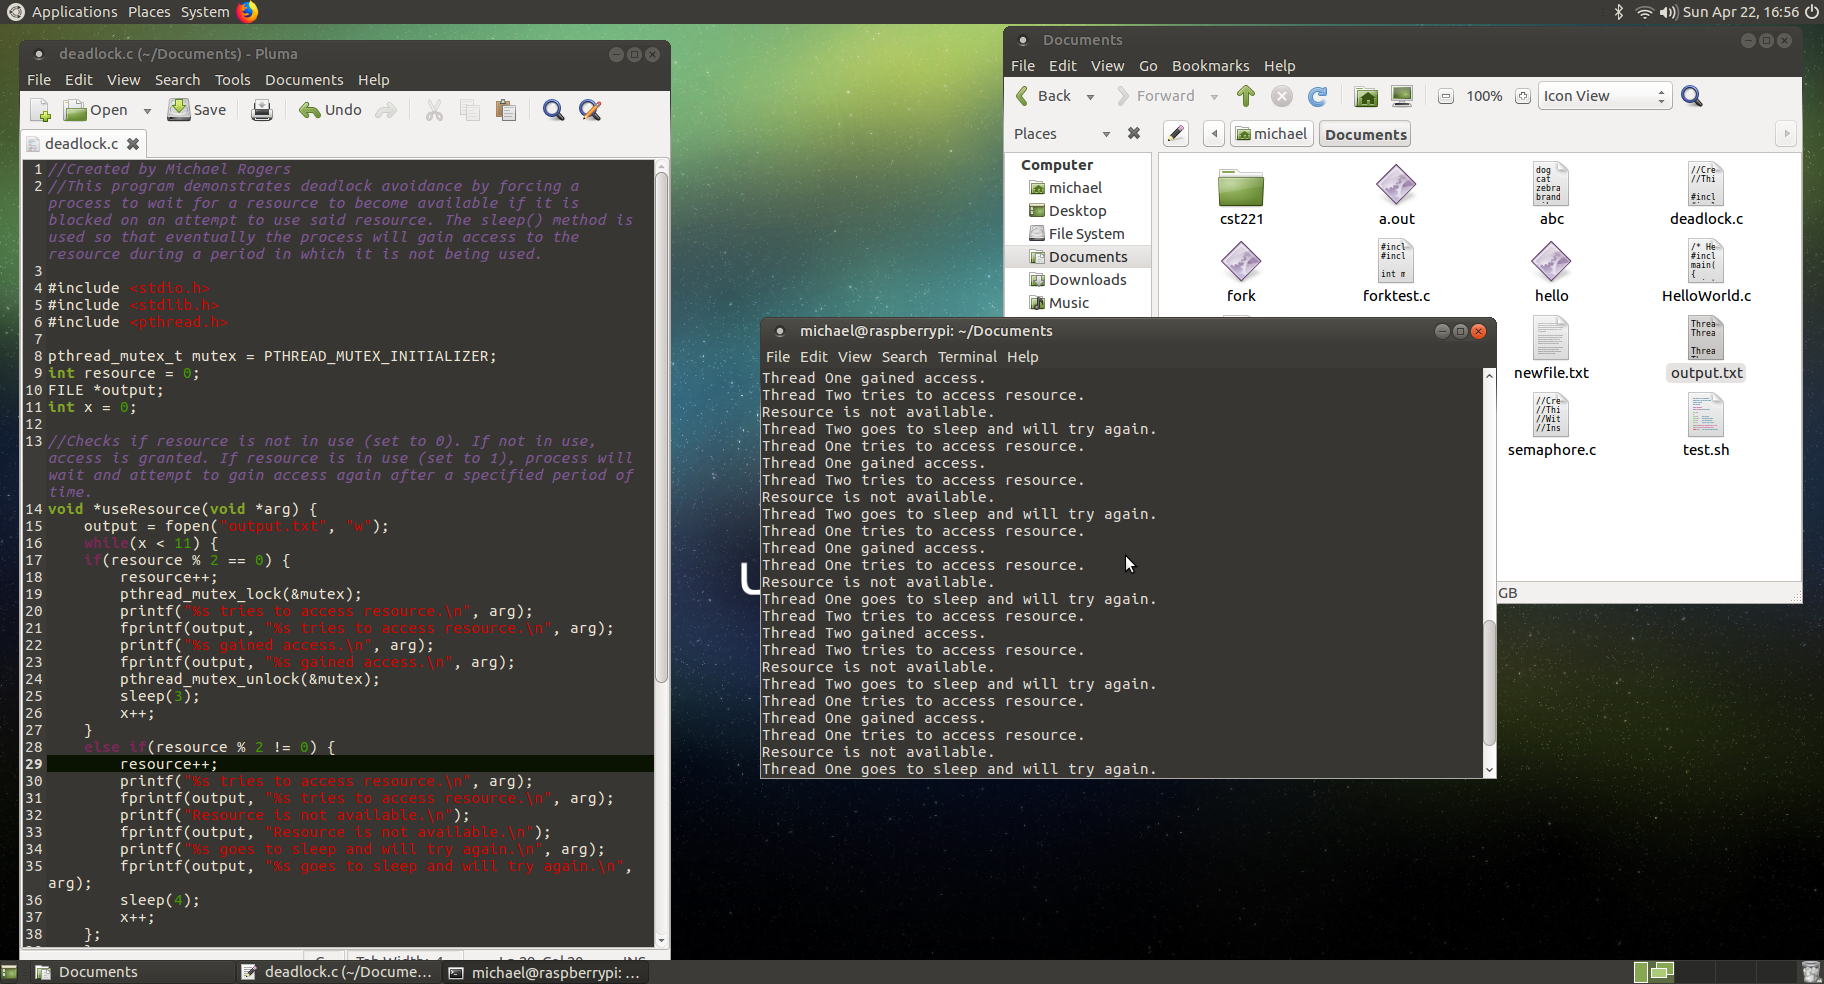 Applications Places System
Sun Apr 22, 16:56
deadlock.c (~/Documents) - Pluma
File Edit View Search Tools Documents Help
Open Save Undo
deadlock.c
1 //Created by Michael Rogers
2 //This program demonstrates deadlock avoidance by forcing a
process to wait for a resource to become available if it is
blocked on an attempt to use said resource. The sleep() method is
used so that eventually the process will gain access to the
resource during a period in which it is not being used.
3
4 #include <stdio.h>
5 #include <stdlib.h>
6 #include <pthread.h>
7
8 pthread_mutex_t mutex = PTHREAD_MUTEX_INITIALIZER;
9 int resource = 0;
10 FILE *output;
11 int x = 0;
12
13 //Checks if resource is not in use (set to 0). If not in use,
access is granted. If resource is in use (set to 1), process will
wait and attempt to gain access again after a specified period of
time.
14 void *useResource(void *arg) {
15 output = fopen("output.txt", "w");
16 while(x < 11) {
17 if(resource % 2 == 0) {
18 resource++;
19 pthread_mutex_lock(&mutex);
20 printf("%s tries to access resource.\n", arg);
21 fprintf(output, "%s tries to access resource.\n", arg);
22 printf("%s gained access.\n", arg);
23 fprintf(output, "%s gained access.\n", arg);
24 pthread_mutex_unlock(&mutex);
25 sleep(3);
26 x++;
27 }
28 else if(resource % 2 != 0) {
29 resource++;
30 printf("%s tries to access resource.\n", arg);
31 fprintf(output, "%s tries to access resource.\n", arg);
32 printf("Resource is not available.\n");
33 fprintf(output, "Resource is not available.\n");
34 printf("%s goes to sleep and will try again.\n", arg);
35 fprintf(output, "%s goes to sleep and will try again.\n",
arg);
36 sleep(4);
37 x++;
38 };
Documents
File Edit View Go Bookmarks Help
Back Forward 100% Icon View
Places michael Documents
Computer
michael
Desktop
File System
Documents
Downloads
Music
dog
cat
zebra
brand
//Cre
//Thi
#incl
cst221 a.out abc deadlock.c
#incl
#incl
int m
/* He
#incl
main(
{
fork forktest.c hello HelloWorld.c
Threa
Threa
Threa
newfile.txt output.txt
//Cre
//Thi
//Wit
//Ins
semaphore.c test.sh
GB
michael@raspberrypi: ~/Documents
File Edit View Search Terminal Help
Thread One gained access.
Thread Two tries to access resource.
Resource is not available.
Thread Two goes to sleep and will try again.
Thread One tries to access resource.
Thread One gained access.
Thread Two tries to access resource.
Resource is not available.
Thread Two goes to sleep and will try again.
Thread One tries to access resource.
Thread One gained access.
Thread One tries to access resource.
Resource is not available.
Thread One goes to sleep and will try again.
Thread Two tries to access resource.
Thread Two gained access.
Thread Two tries to access resource.
Resource is not available.
Thread Two goes to sleep and will try again.
Thread One tries to access resource.
Thread One gained access.
Thread One tries to access resource.
Resource is not available.
Thread One goes to sleep and will try again.
Documents deadlock.c (~/Docume... michael@raspberrypi: ...